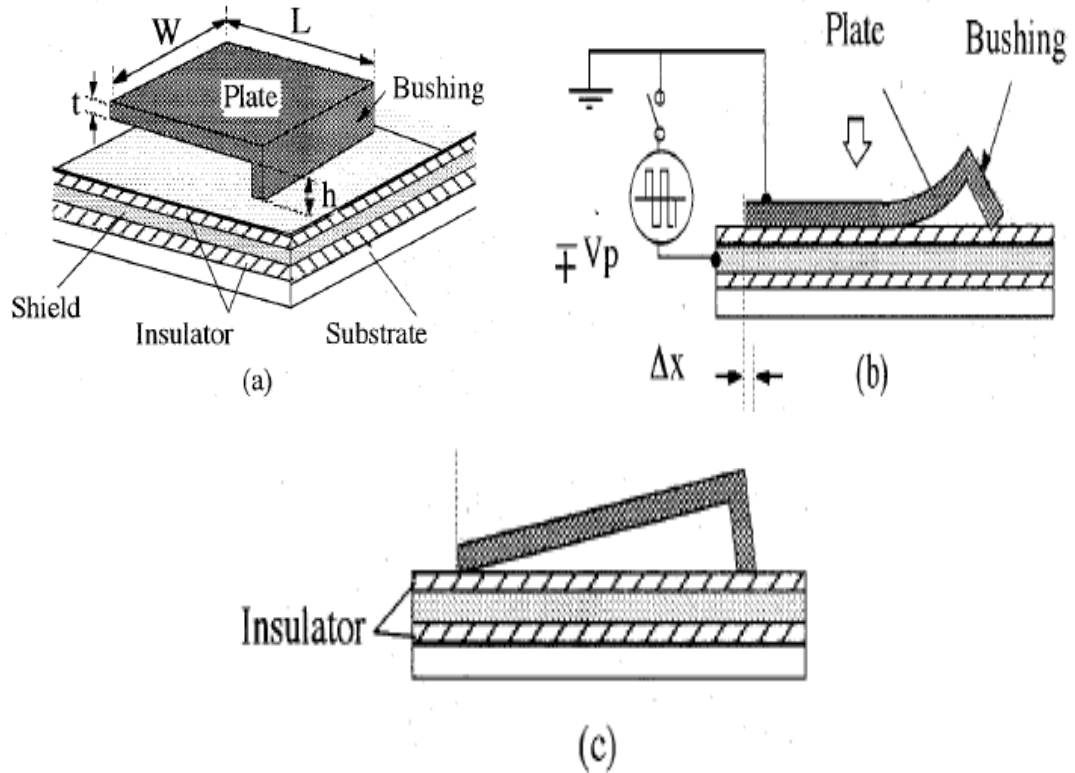 W
L
t
Plate
Bushing
h
Shield
Insulator
Substrate
(a)
Plate
Bushing
∓ Vp
Δx
(b)
Insulator
(c)